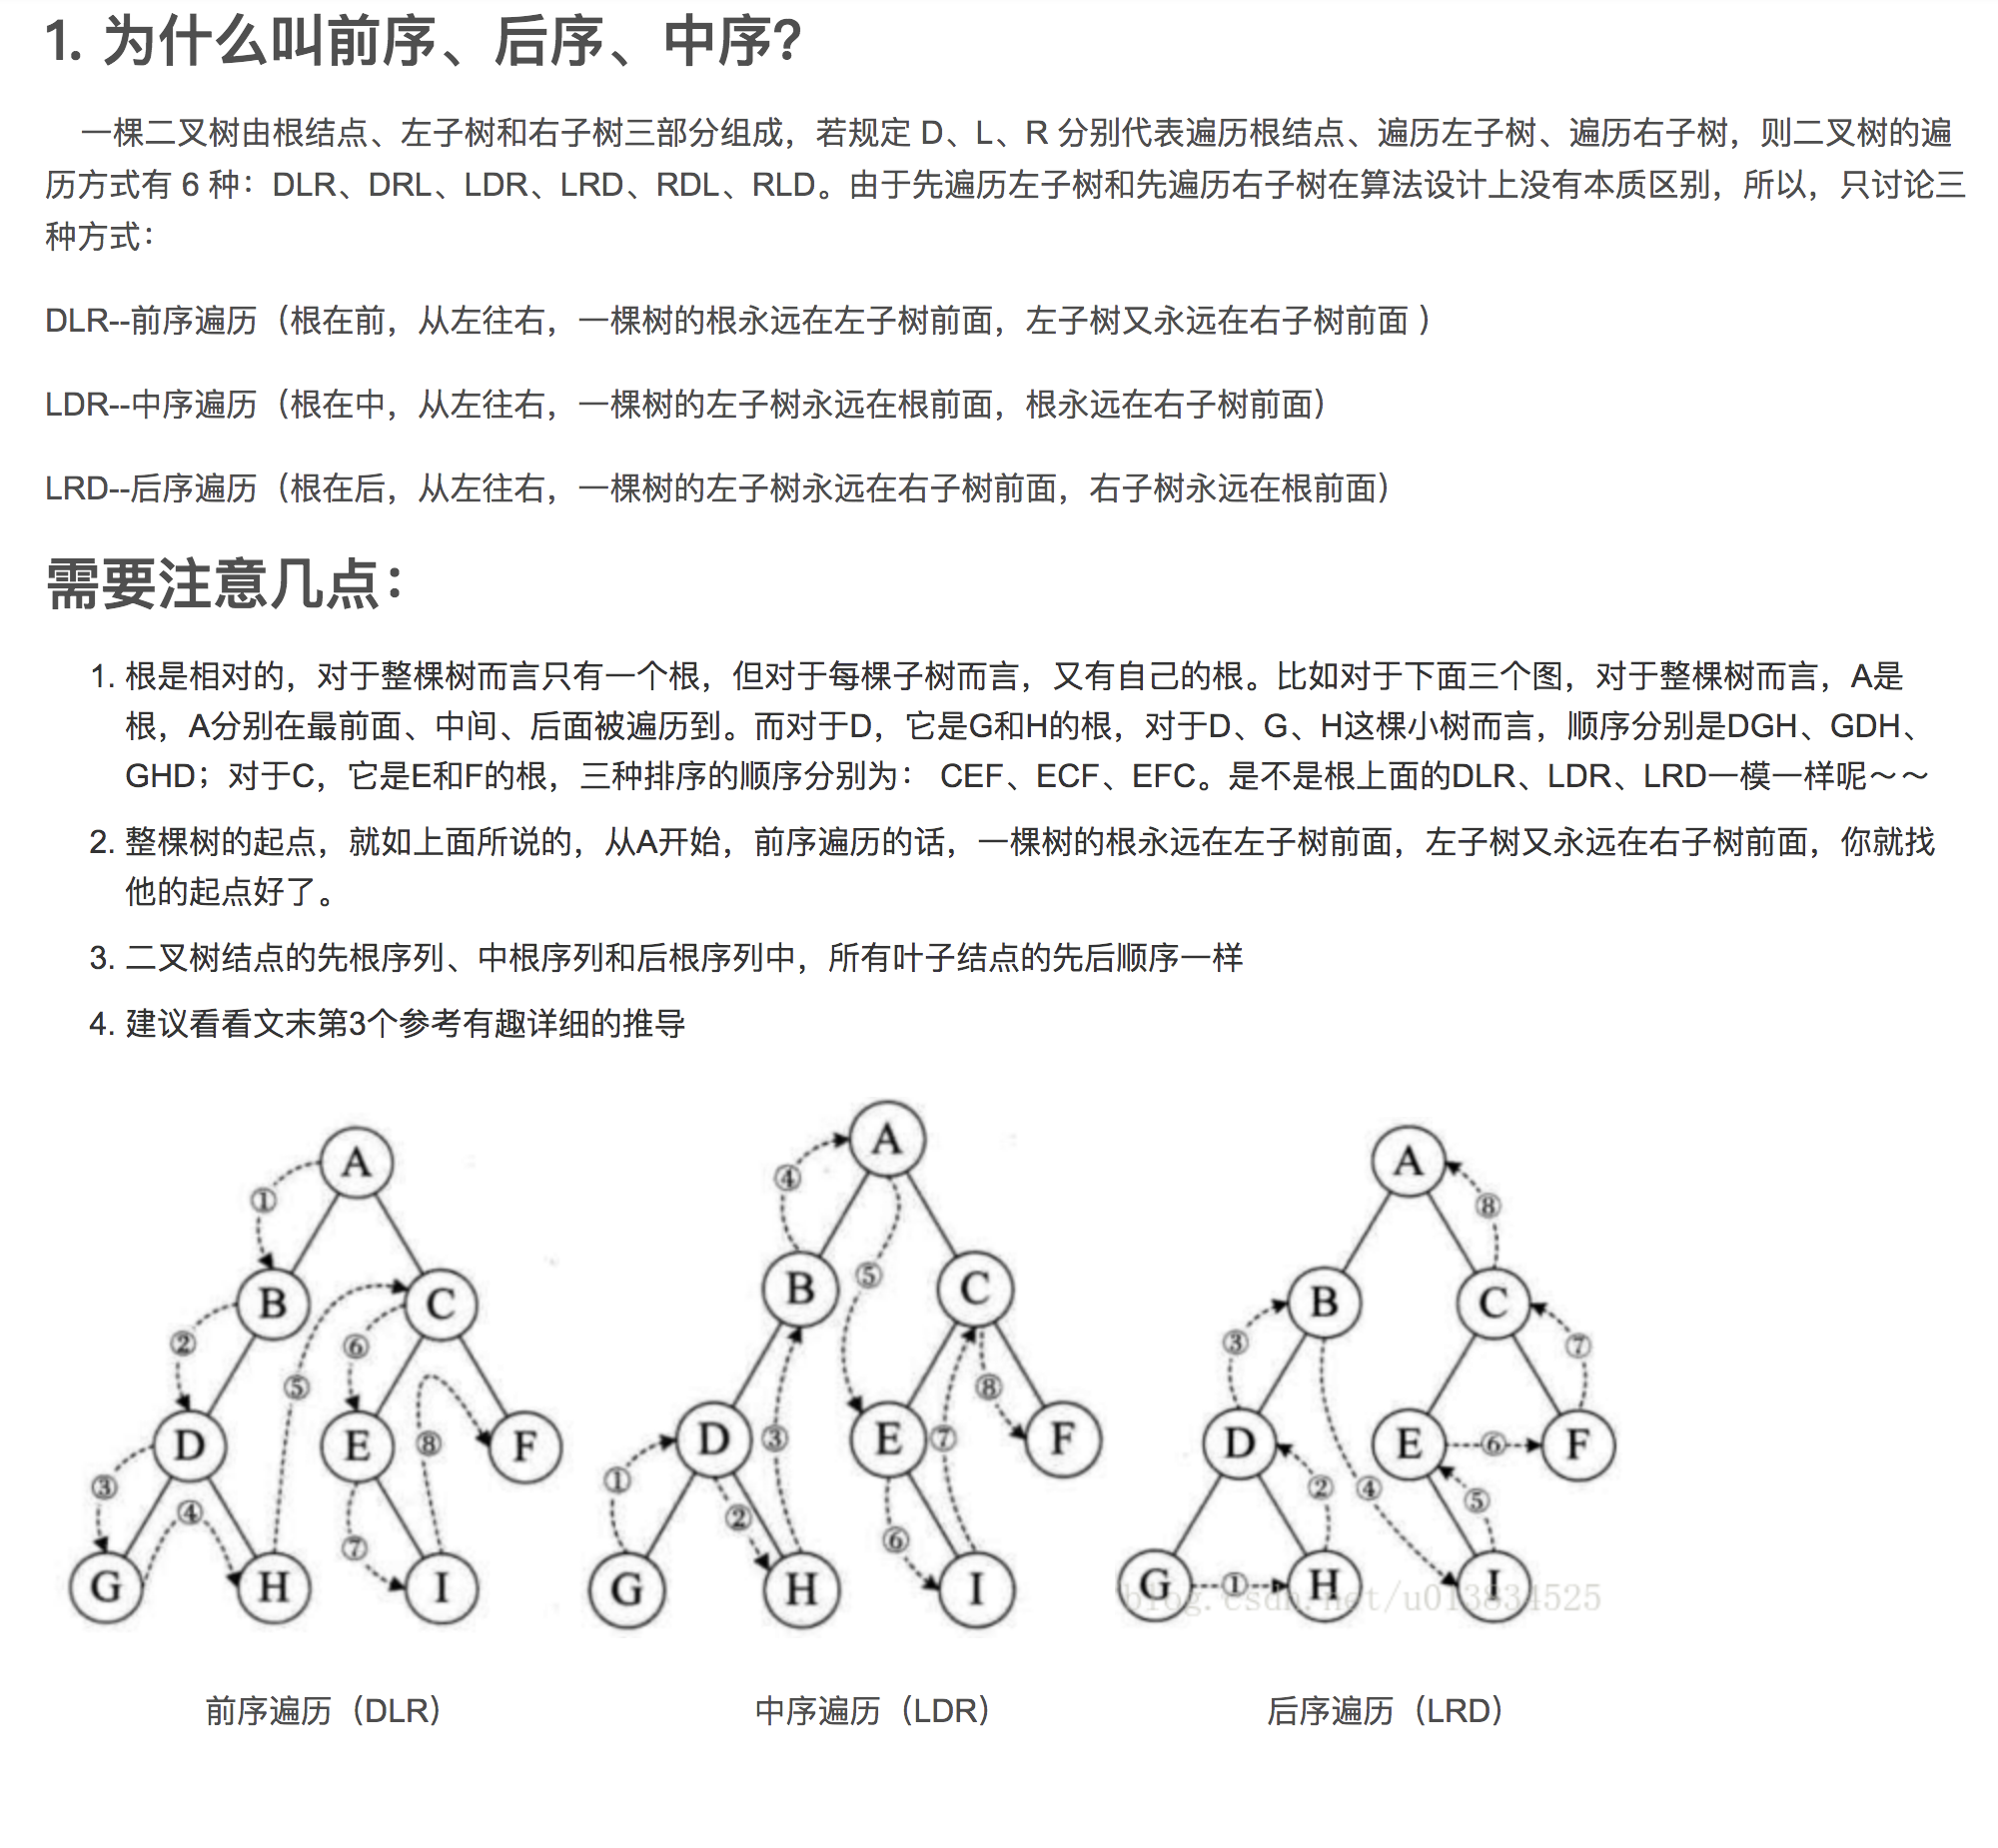 1. 为什么叫前序、后序、中序?
一棵二叉树由根结点、左子树和右子树三部分组成，若规定 D、L、R 分别代表遍历根结点、遍历左子树、遍历右子树，则二叉树的遍
历方式有 6 种：DLR、DRL、LDR、LRD、RDL、RLD。由于先遍历左子树和先遍历右子树在算法设计上没有本质区别，所以，只讨论三
种方式：
DLR--前序遍历（根在前，从左往右，一棵树的根永远在左子树前面，左子树又永远在右子树前面 ）
LDR--中序遍历（根在中，从左往右，一棵树的左子树永远在根前面，根永远在右子树前面）
LRD--后序遍历（根在后，从左往右，一棵树的左子树永远在右子树前面，右子树永远在根前面）
需要注意几点：
1. 根是相对的，对于整棵树而言只有一个根，但对于每棵子树而言，又有自己的根。比如对于下面三个图，对于整棵树而言，A是
根，A分别在最前面、中间、后面被遍历到。而对于D，它是G和H的根，对于D、G、H这棵小树而言，顺序分别是DGH、GDH、
GHD；对于C，它是E和F的根，三种排序的顺序分别为： CEF、ECF、EFC。是不是根上面的DLR、LDR、LRD一模一样呢～～
2. 整棵树的起点，就如上面所说的，从A开始，前序遍历的话，一棵树的根永远在左子树前面，左子树又永远在右子树前面，你就找
他的起点好了。
3. 二叉树结点的先根序列、中根序列和后根序列中，所有叶子结点的先后顺序一样
4. 建议看看文末第3个参考有趣详细的推导
A
①
B C
② ⑥
⑤
D E ⑧ F
③ ④
⑦
G H I
A
④
⑤
B C
⑧
D ③ E ⑦ F
①
② ⑥
G H I
A
⑧
B C
③ ⑦
D E ⑥ F
② ④ ⑤
G ① H I
blog.csdn.net/u013834525
前序遍历（DLR） 中序遍历（LDR） 后序遍历（LRD）